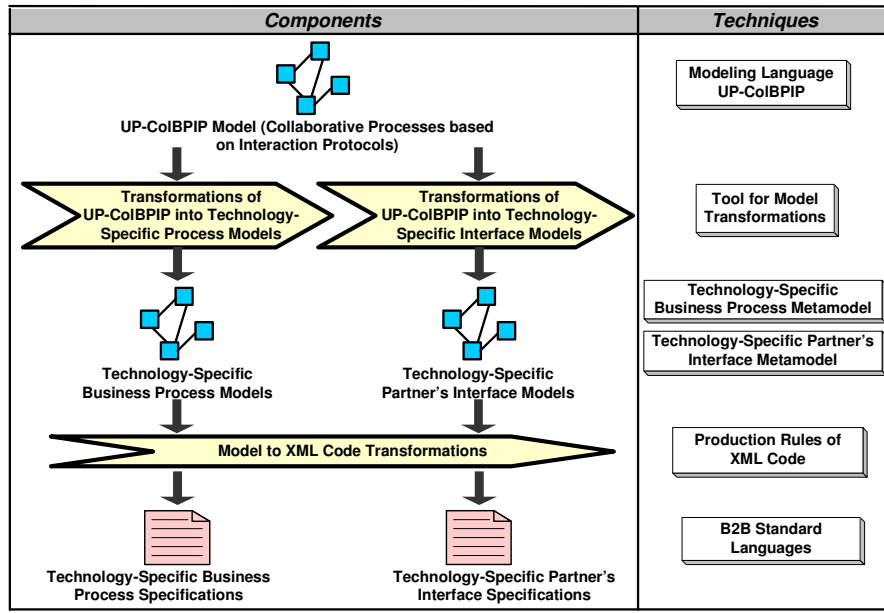 Components
Techniques
UP-ColBPIP Model (Collaborative Processes based
on Interaction Protocols)
Modeling Language
UP-ColBPIP
Transformations of
UP-ColBPIP into Technology-
Specific Process Models
Transformations of
UP-ColBPIP into Technology-
Specific Interface Models
Tool for Model
Transformations
Technology-Specific
Business Process Models
Technology-Specific
Partner's Interface Models
Technology-Specific
Business Process Metamodel
Technology-Specific Partner's
Interface Metamodel
Model to XML Code Transformations
Production Rules of
XML Code
Technology-Specific Business
Process Specifications
Technology-Specific Partner's
Interface Specifications
B2B Standard
Languages